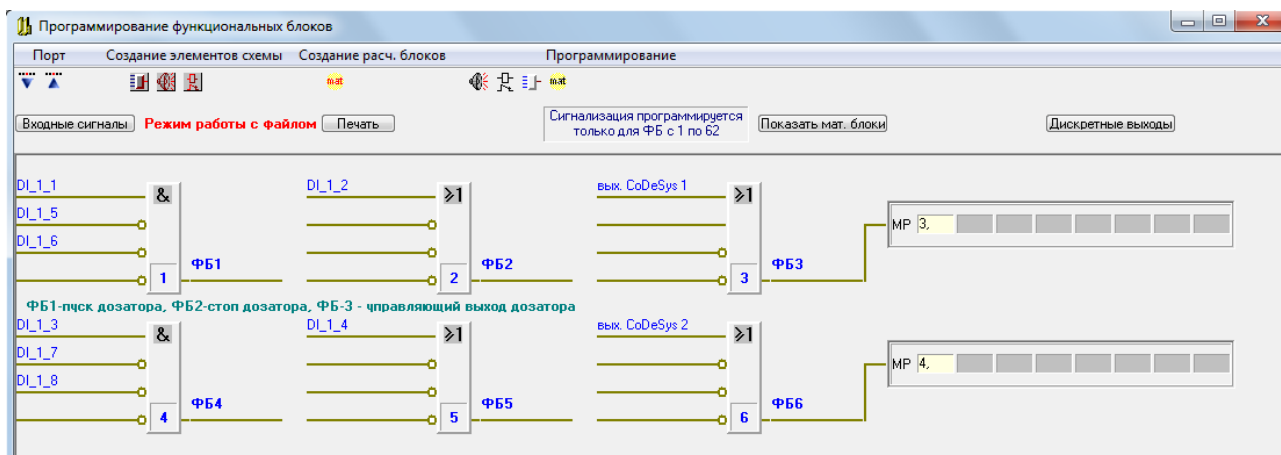 Программирование функциональных блоков
Порт Создание элементов схемы Создание расч. блоков Программирование
mat mat
Входные сигналы Режим работы с файлом Печать Сигнализация программируется только для ФБ с 1 по 62 Показать мат. блоки Дискретные выходы
DI_1_1 & DI_1_2 ⩾1 вых. CoDeSys 1 ⩾1
DI_1_5
MP 3,
DI_1_6
1 ФБ1 2 ФБ2 3 ФБ3
ФБ1-пуск дозатора, ФБ2-стоп дозатора, ФБ-3 - управляющий выход дозатора
DI_1_3 & DI_1_4 ⩾1 вых. CoDeSys 2 ⩾1
DI_1_7
MP 4,
DI_1_8
4 ФБ4 5 ФБ5 6 ФБ6